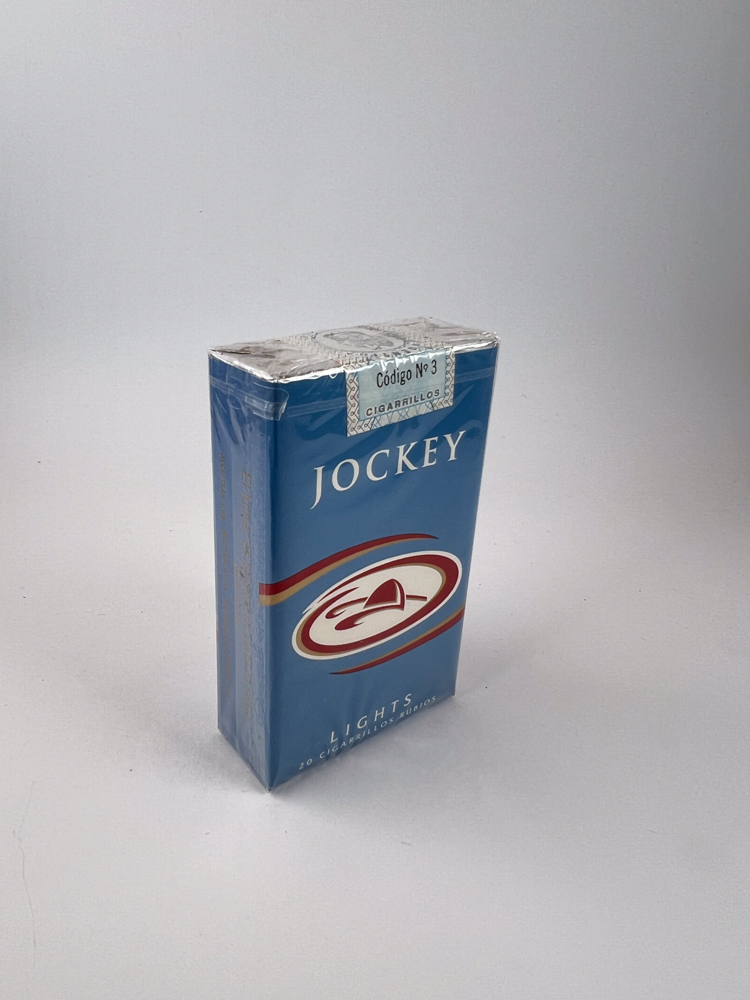 Código Nº 3
CIGARRILLOS
JOCKEY
LIGHTS
20 CIGARRILLOS RUBIOS